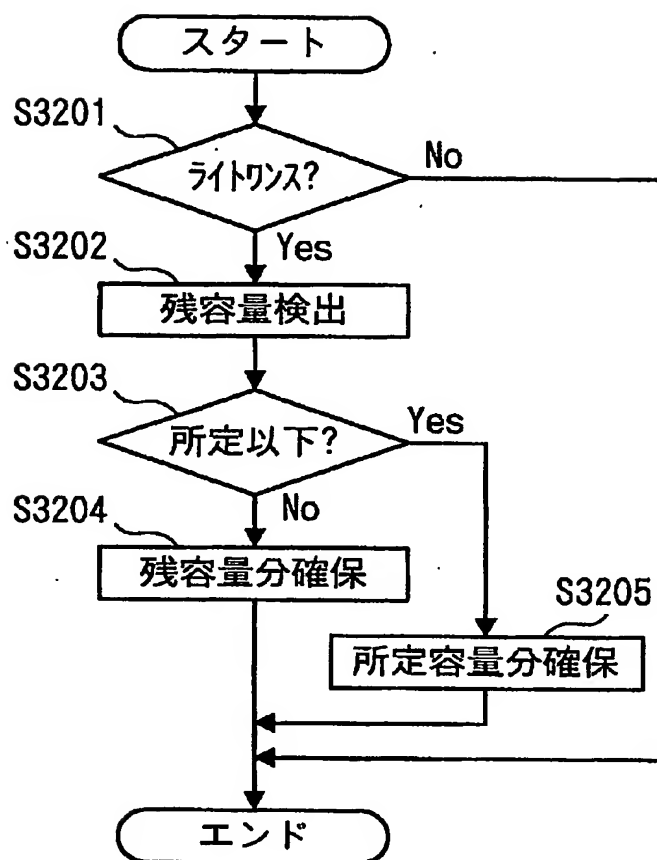 スタート
S3201
ライトワンス?
No
Yes
S3202
残容量検出
S3203
所定以下?
Yes
No
S3204
残容量分確保
S3205
所定容量分確保
エンド